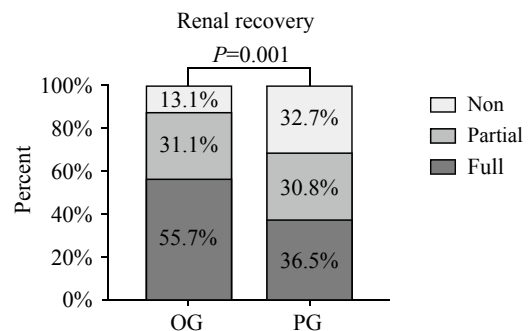 Renal recovery
P=0.001
100%
80%
60%
40%
20%
0%
Percent
13.1%
31.1%
55.7%
32.7%
30.8%
36.5%
OG
PG
Non
Partial
Full